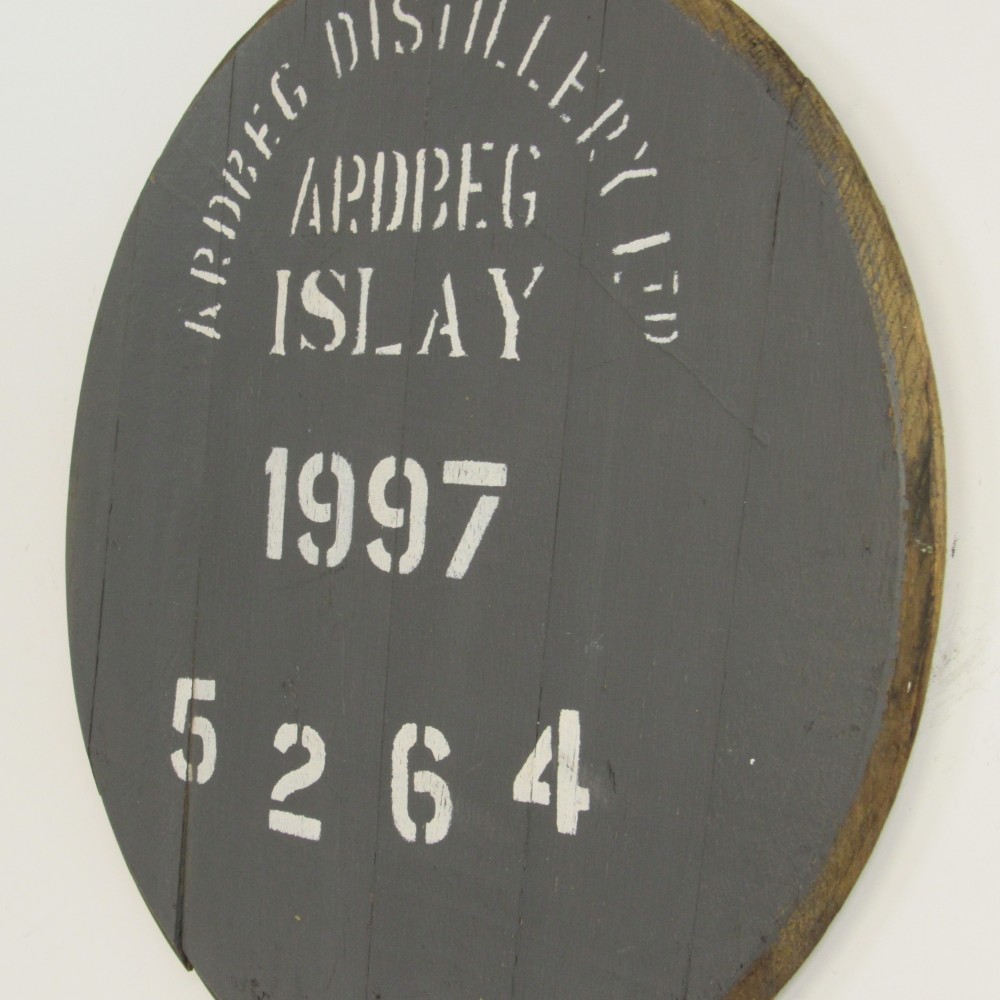 ARDBEG DISTILLERY LTD
ARDBEG
ISLAY
1997
5264